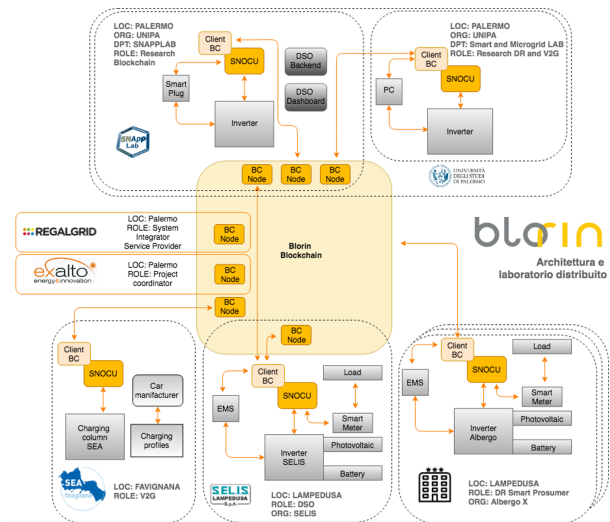 LOC: PALERMO
ORG: UNIPA
DPT: SNAPPLAB
ROLE: Research
Blockchain
Client
BC
SNOCU
Smart
Plug
Inverter
DSO
Backend
DSO
Dashboard
SNApp
Lab
LOC: PALERMO
ORG: UNIPA
DPT: Smart and Microgrid LAB
ROLE: Research DR and V2G
Client
BC
SNOCU
PC
Inverter
UNIVERSITÀ
DEGLI STUDI
DI PALERMO
BC
Node
BC
Node
BC
Node
REGALGRID
LOC: Palermo
ROLE: System
Integrator
Service Provider
BC
Node
Blorin
Blockchain
exalto
energy&innovation
LOC: Palermo
ROLE: Project
coordinator
BC
Node
BC
Node
BC
Node
blorin
Architettura e
laboratorio distribuito
Client
BC
SNOCU
Car
manifacturer
Charging
column
SEA
Charging
profiles
SEA
favignana
LOC: FAVIGNANA
ROLE: V2G
Client
BC
SNOCU
EMS
Load
Smart
Meter
Inverter
SELIS
Photovoltaic
Battery
SELIS
LAMPEDUSA
S.p.A
LOC: LAMPEDUSA
ROLE: DSO
ORG: SELIS
Client
BC
SNOCU
EMS
Load
Smart
Meter
Inverter
Albergo
Photovoltaic
Battery
LOC: LAMPEDUSA
ROLE: DR Smart Prosumer
ORG: Albergo X